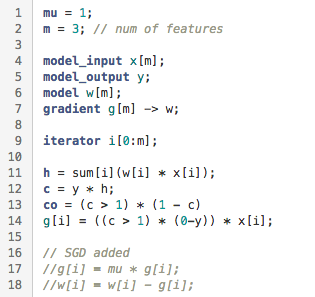 1 mu = 1;
2 m = 3; // num of features
3
4 model_input x[m];
5 model_output y;
6 model w[m];
7 gradient g[m] -> w;
8
9 iterator i[0:m];
10
11 h = sum[i](w[i] * x[i]);
12 c = y * h;
13 co = (c > 1) * (1 - c)
14 g[i] = ((c > 1) * (0-y)) * x[i];
15
16 // SGD added
17 //g[i] = mu * g[i];
18 //w[i] = w[i] - g[i];